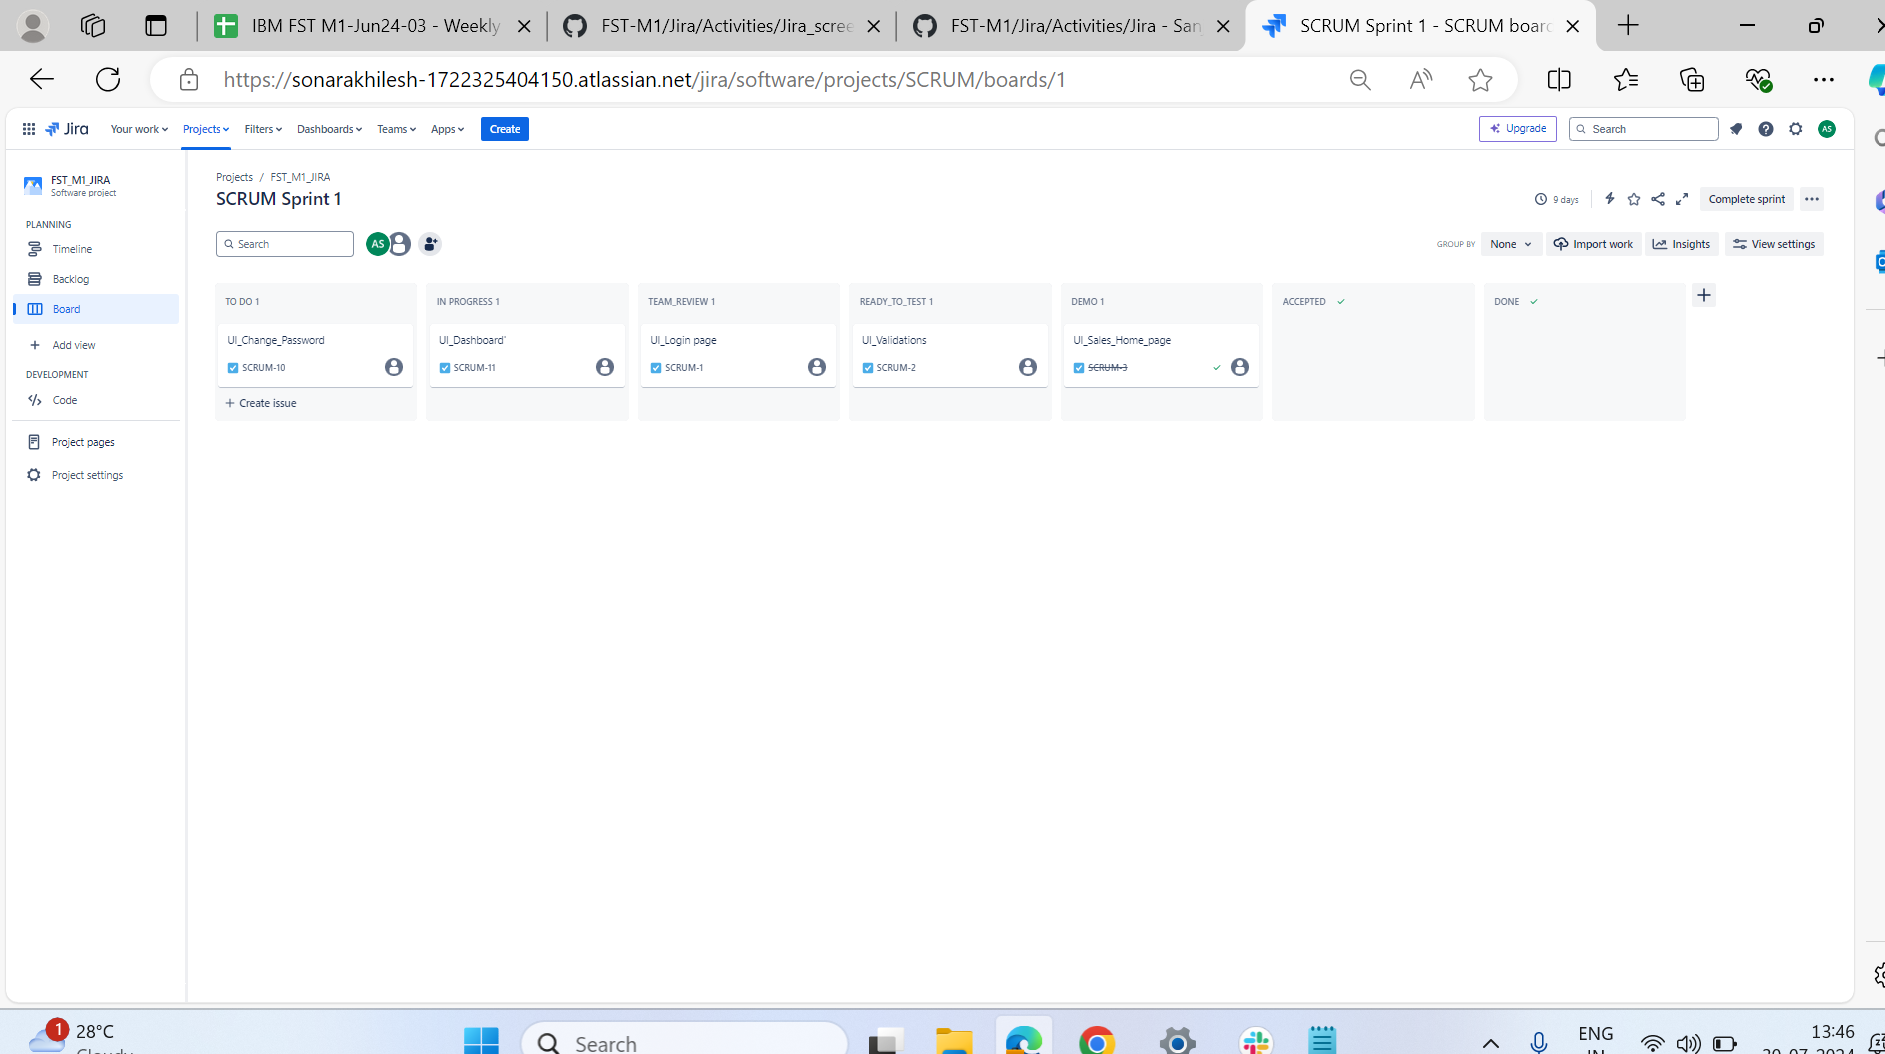 IBM FST M1-Jun24-03 - Weekly
FST-M1/Jira/Activities/Jira_scree
FST-M1/Jira/Activities/Jira - San
SCRUM Sprint 1 - SCRUM board
https://sonarakhilesh-1722325404150.atlassian.net/jira/software/projects/SCRUM/boards/1
Jira
Your work
Projects
Filters
Dashboards
Teams
Apps
Create
Upgrade
Search
AS
FST_M1_JIRA
Software project
PLANNING
Timeline
Backlog
Board
Add view
DEVELOPMENT
Code
Project pages
Project settings
Projects / FST_M1_JIRA
SCRUM Sprint 1
9 days
Complete sprint
Search
AS
GROUP BY
None
Import work
Insights
View settings
TO DO 1
UI_Change_Password
SCRUM-10
Create issue
IN PROGRESS 1
UI_Dashboard'
SCRUM-11
TEAM_REVIEW 1
UI_Login page
SCRUM-1
READY_TO_TEST 1
UI_Validations
SCRUM-2
DEMO 1
UI_Sales_Home_page
SCRUM-3
ACCEPTED
DONE
1
28°C
Cloudy
Search
ENG
IN
13:46